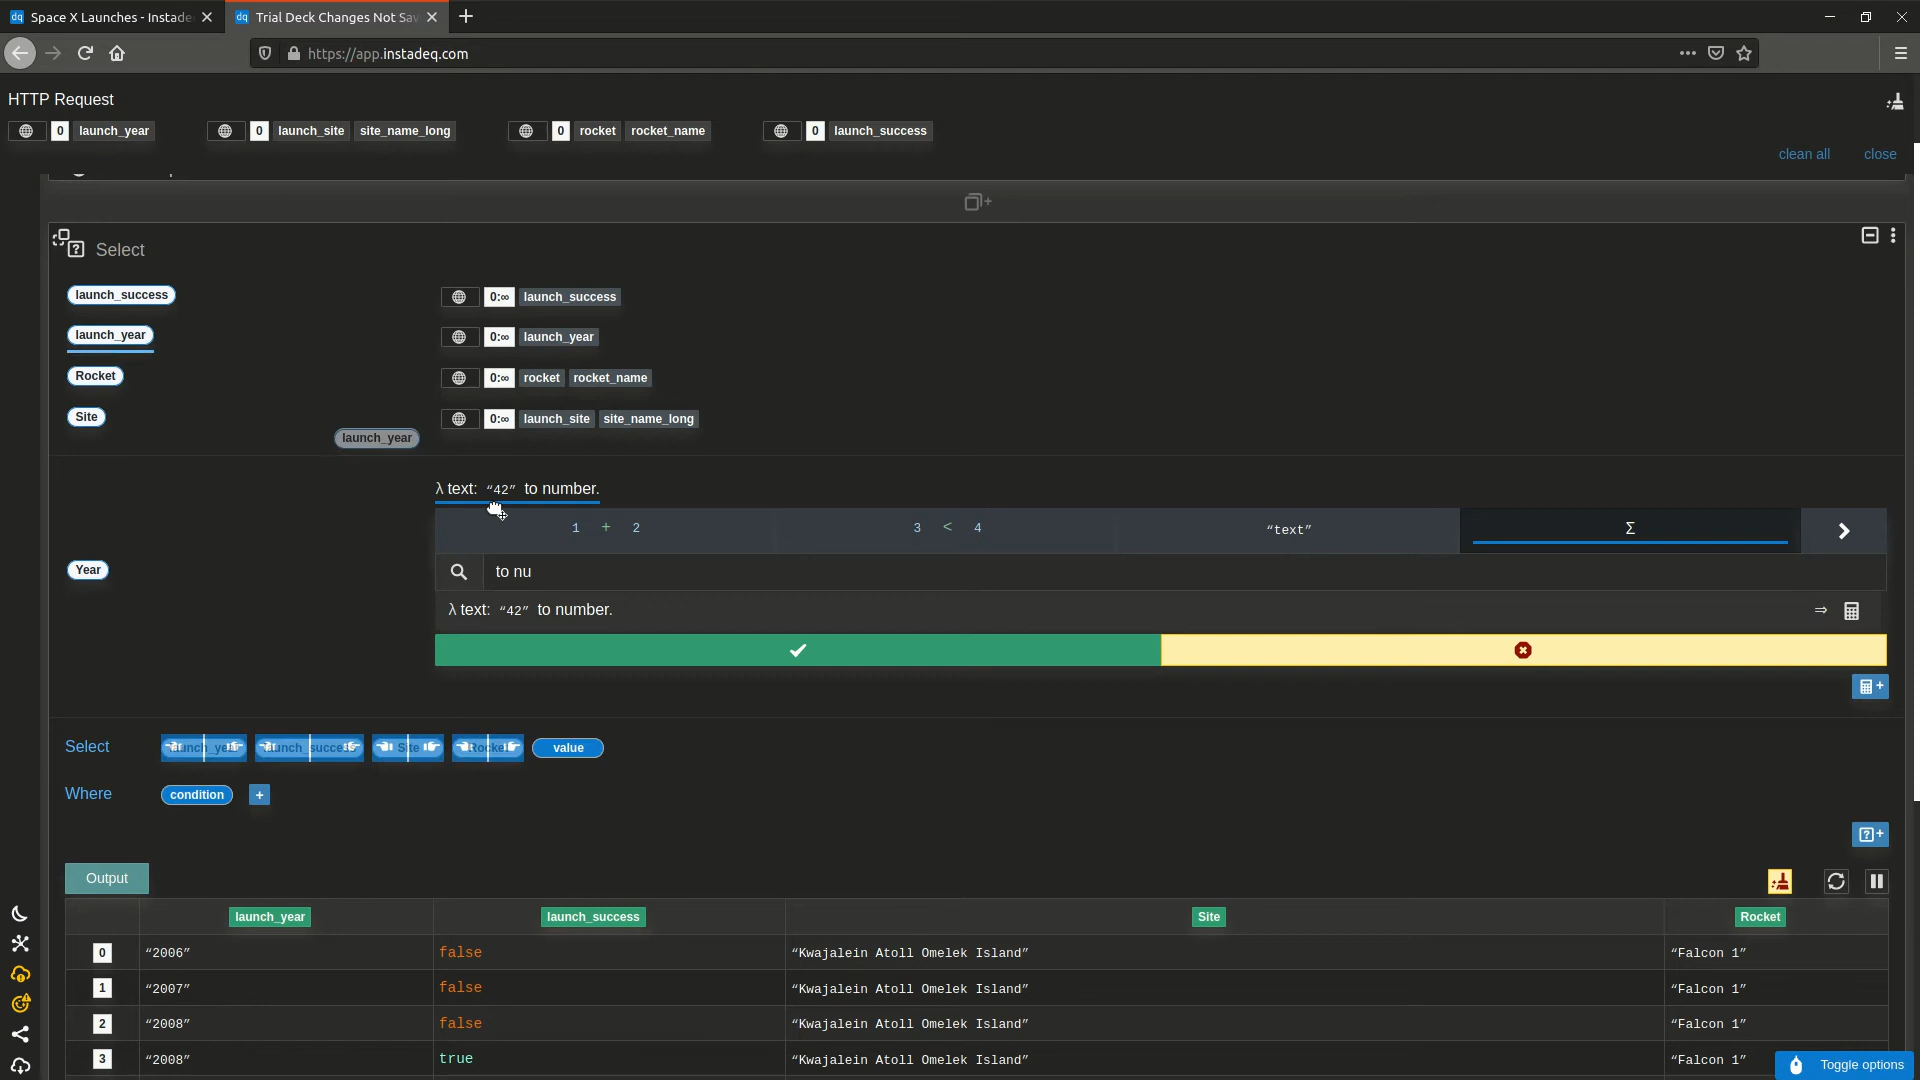 Space X Launches - Instade
Trial Deck Changes Not Sav
https://app.instadeq.com
HTTP Request
0 launch_year
0 launch_site site_name_long
0 rocket rocket_name
0 launch_success
clean all close
Select
launch_success 0:∞ launch_success
launch_year 0:∞ launch_year
Rocket 0:∞ rocket rocket_name
Site 0:∞ launch_site site_name_long
launch_year
λ text: “42” to number.
1 + 2 3 < 4 “text” Σ
Year
to nu
λ text: “42” to number. ⇒
Select launch_year launch_success Site Rocket value
Where condition +
Output
launch_year launch_success Site Rocket
0 “2006” false “Kwajalein Atoll Omelek Island” “Falcon 1”
1 “2007” false “Kwajalein Atoll Omelek Island” “Falcon 1”
2 “2008” false “Kwajalein Atoll Omelek Island” “Falcon 1”
3 “2008” true “Kwajalein Atoll Omelek Island” “Falcon 1”
Toggle options